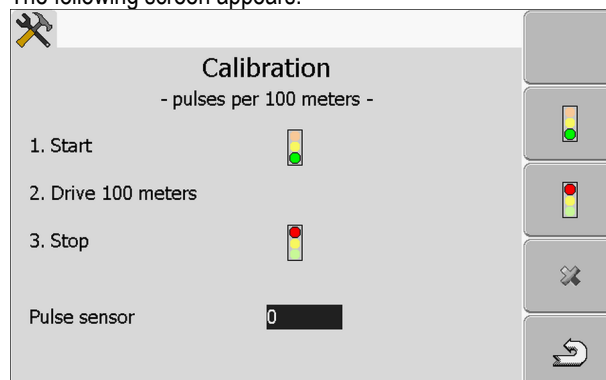 The following screen appears:
Calibration
- pulses per 100 meters -
1. Start
2. Drive 100 meters
3. Stop
Pulse sensor 0